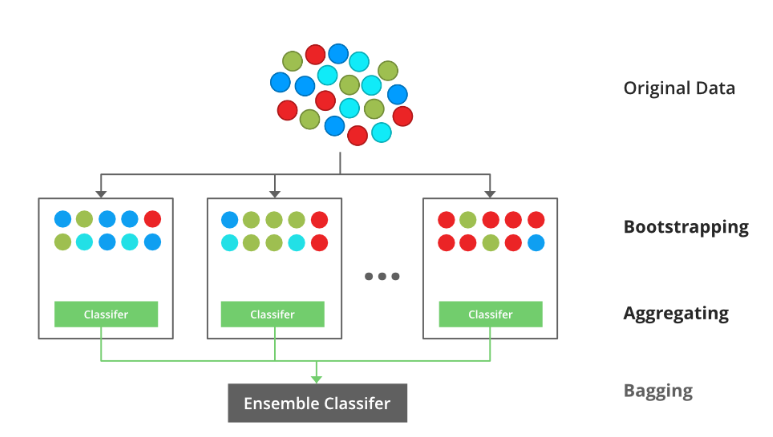 Original Data
Bootstrapping
Classifer
Classifer
Classifer
Aggregating
Ensemble Classifer
Bagging